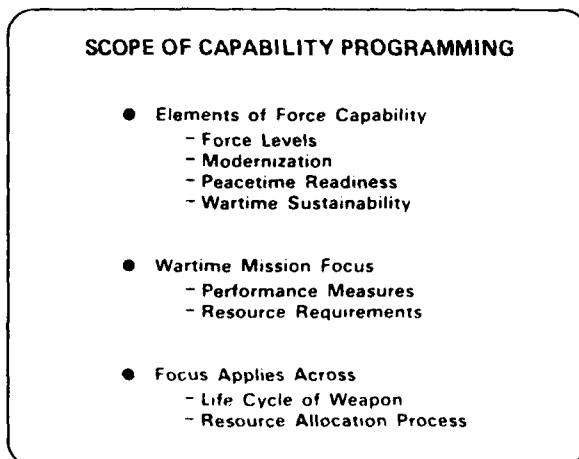 SCOPE OF CAPABILITY PROGRAMMING
● Elements of Force Capability
- Force Levels
- Modernization
- Peacetime Readiness
- Wartime Sustainability
● Wartime Mission Focus
- Performance Measures
- Resource Requirements
● Focus Applies Across
- Life Cycle of Weapon
- Resource Allocation Process